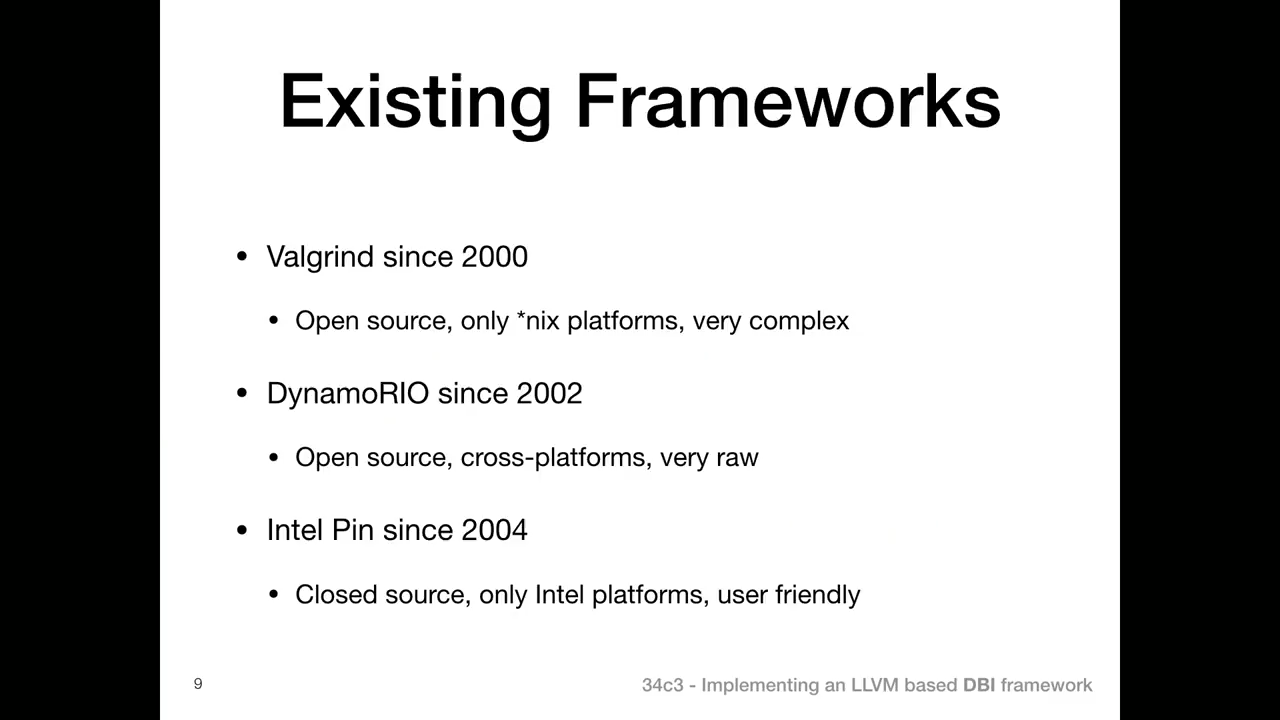 Existing Frameworks
• Valgrind since 2000
• Open source, only *nix platforms, very complex
• DynamoRIO since 2002
• Open source, cross-platforms, very raw
• Intel Pin since 2004
• Closed source, only Intel platforms, user friendly
9
34c3 - Implementing an LLVM based DBI framework